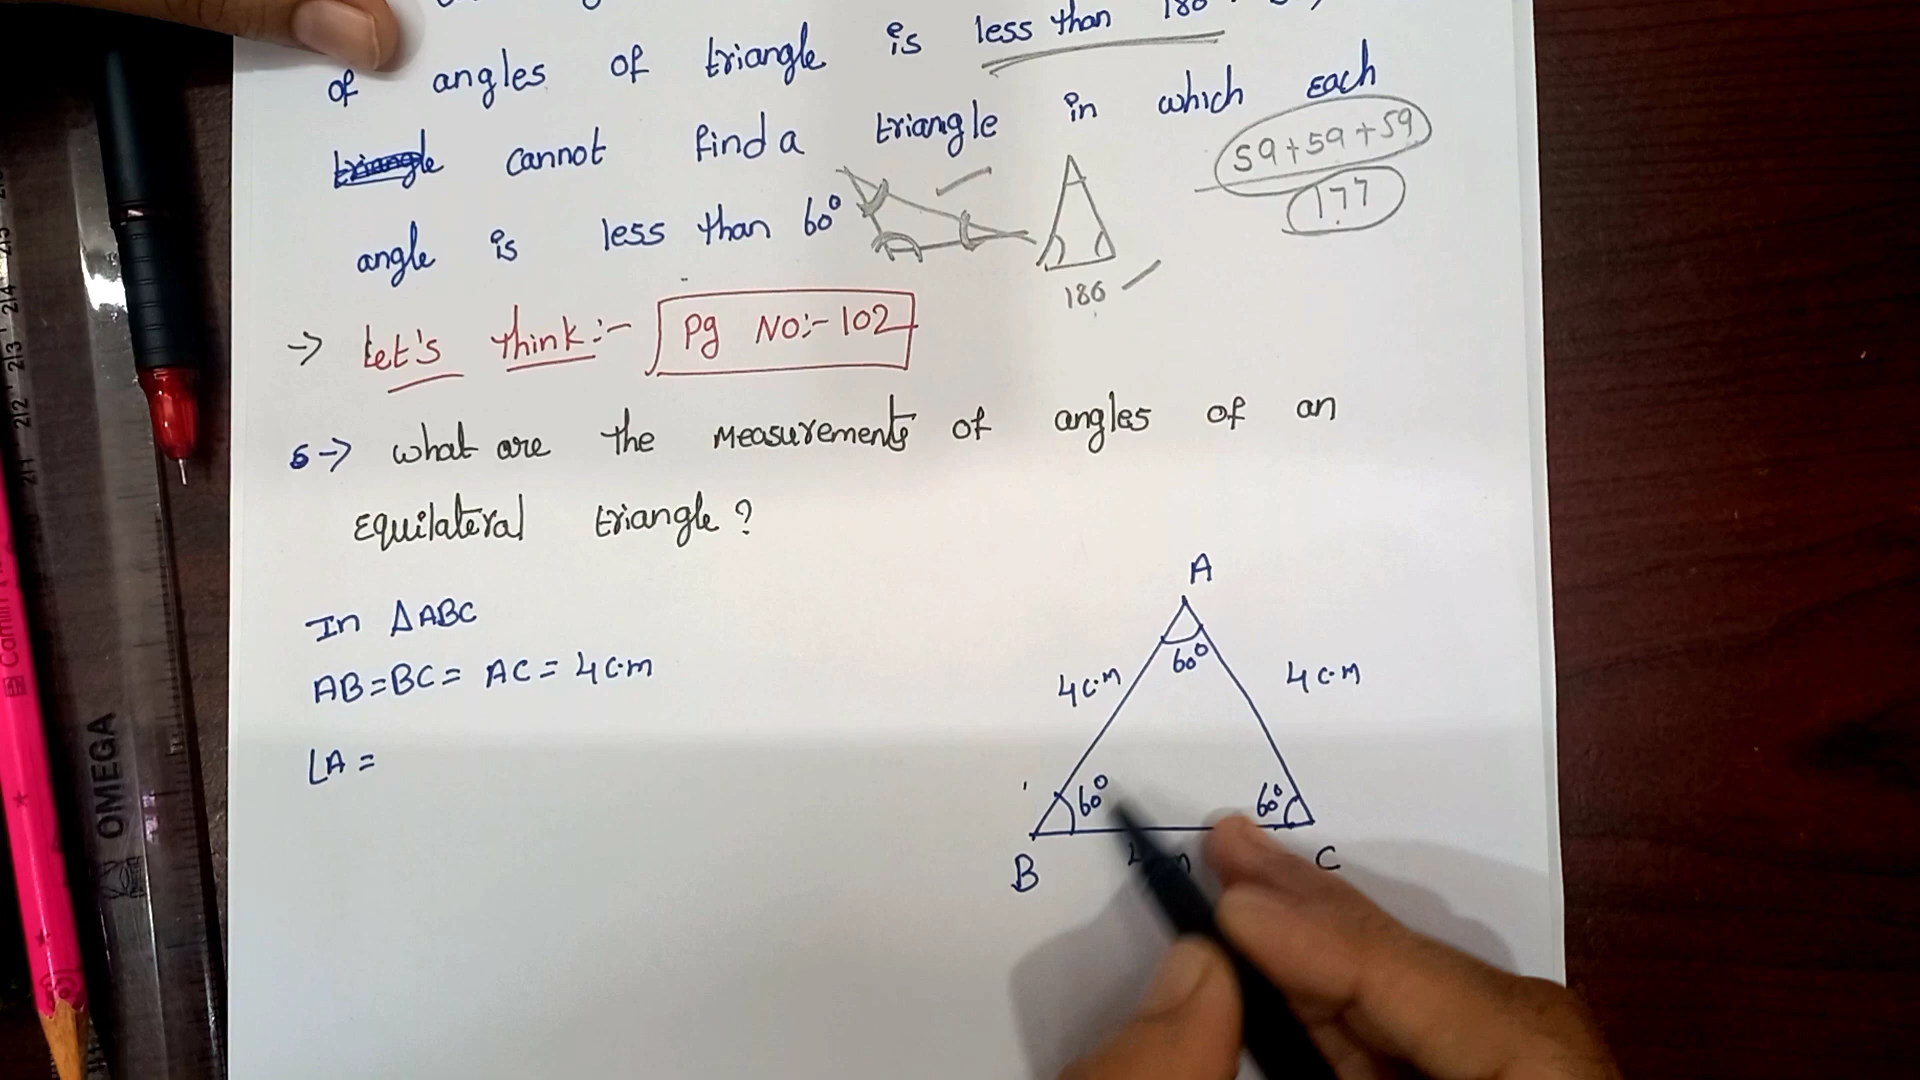 of angles of triangle is less than 180
cannot find a triangle in which each
59+59+59
177
angle is less than 60°
180
→ Let's think:- Pg No:- 102
5→ what are the measurements of angles of an
Equilateral triangle?
In ΔABC
AB=BC= AC= 4c.m
∠A =
A
60°
4c.m
4c.m
60°
60°
B
C
OMEGA